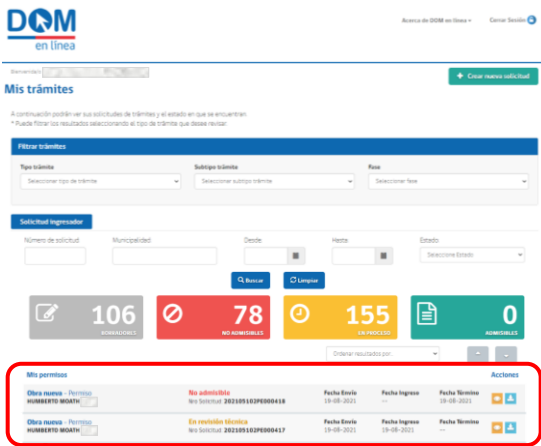 DOM
en línea
Acerca de DOM en línea
Cerrar Sesión
Bienvenida/o
+ Crear nueva solicitud
Mis trámites
A continuación podrán ver sus solicitudes de trámites y el estado en que se encuentran.
* Puede filtrar los resultados seleccionando el tipo de trámite que desea revisar.
Filtrar trámites
Tipo trámite Subtipo trámite Fase
Seleccionar tipo de trámite Seleccionar subtipo trámite Seleccionar fase
Solicitud ingresador
Número de solicitud Municipalidad Desde Hasta Estado
Seleccione Estado
Buscar Limpiar
106 78 155 0
BORRADORES NO ADMISIBLES EN PROCESO ADMISIBLES
Ordenar resultados por:
Mis permisos Acciones
Obra nueva - Permiso No admisible Fecha Envío Fecha Ingreso Fecha Término
HUMBERTO MOATH Nro Solicitud 202105102PE000418 19-08-2021 -- 19-08-2021
Obra nueva - Permiso En revisión técnica Fecha Envío Fecha Ingreso Fecha Término
HUMBERTO MOATH Nro Solicitud 202105102PE000417 19-08-2021 19-08-2021 --